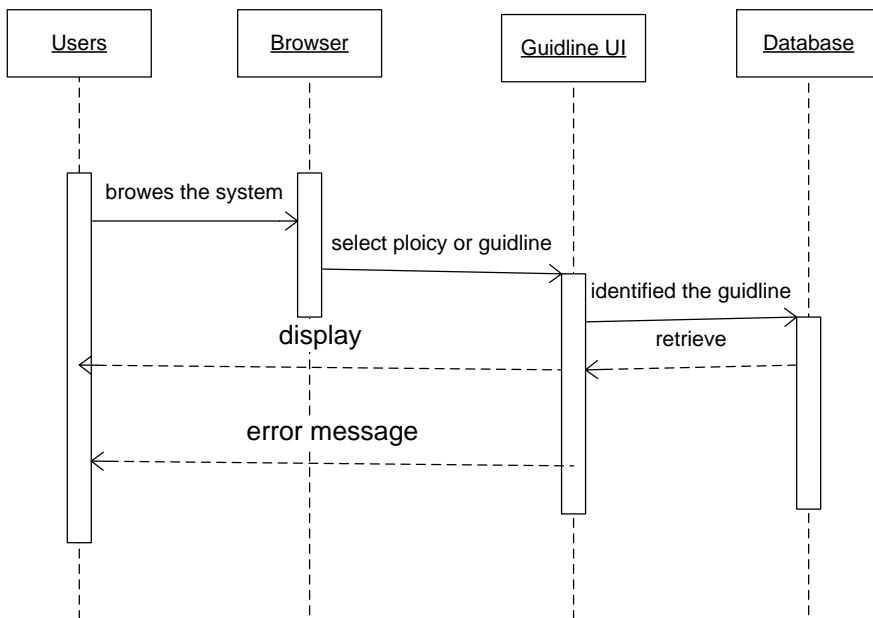 Users
Browser
Guidline UI
Database
browes the system
select ploicy or guidline
identified the guidline
display
retrieve
error message